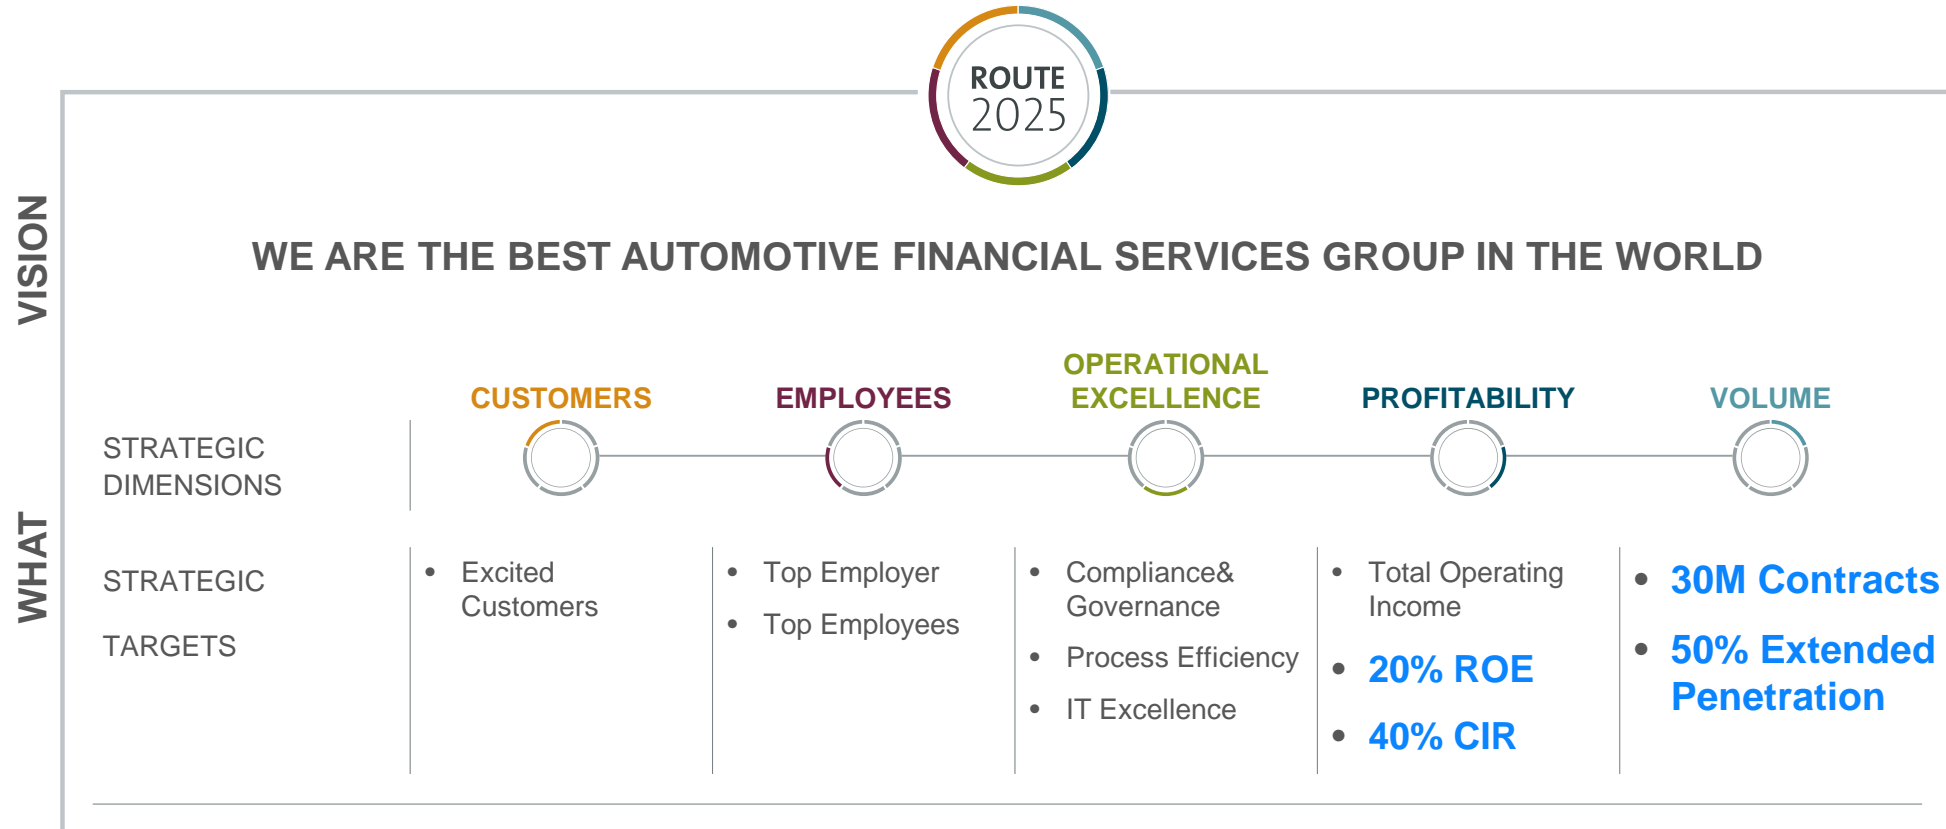 ROUTE
2025
VISION
WE ARE THE BEST AUTOMOTIVE FINANCIAL SERVICES GROUP IN THE WORLD
WHAT
STRATEGIC
DIMENSIONS
CUSTOMERS
EMPLOYEES
OPERATIONAL
EXCELLENCE
PROFITABILITY
VOLUME
STRATEGIC
TARGETS
• Excited
Customers
• Top Employer
• Top Employees
• Compliance&
Governance
• Process Efficiency
• IT Excellence
• Total Operating
Income
• 20% ROE
• 40% CIR
• 30M Contracts
• 50% Extended
Penetration